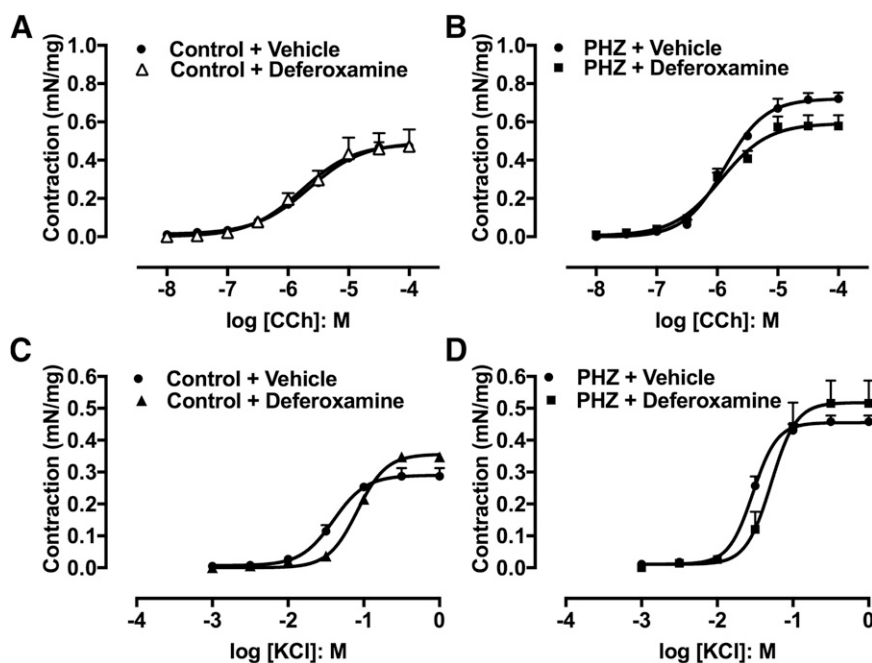 A
Control + Vehicle
Control + Deferoxamine
Contraction (mN/mg)
1.0
0.8
0.6
0.4
0.2
0.0
-8 -7 -6 -5 -4
log [CCh]: M
B
PHZ + Vehicle
PHZ + Deferoxamine
Contraction (mN/mg)
1.0
0.8
0.6
0.4
0.2
0.0
-8 -7 -6 -5 -4
log [CCh]: M
C
Control + Vehicle
Control + Deferoxamine
Contraction (mN/mg)
0.6
0.5
0.4
0.3
0.2
0.1
0.0
-4 -3 -2 -1 0
log [KCl]: M
D
PHZ + Vehicle
PHZ + Deferoxamine
Contraction (mN/mg)
0.6
0.5
0.4
0.3
0.2
0.1
0.0
-4 -3 -2 -1 0
log [KCl]: M